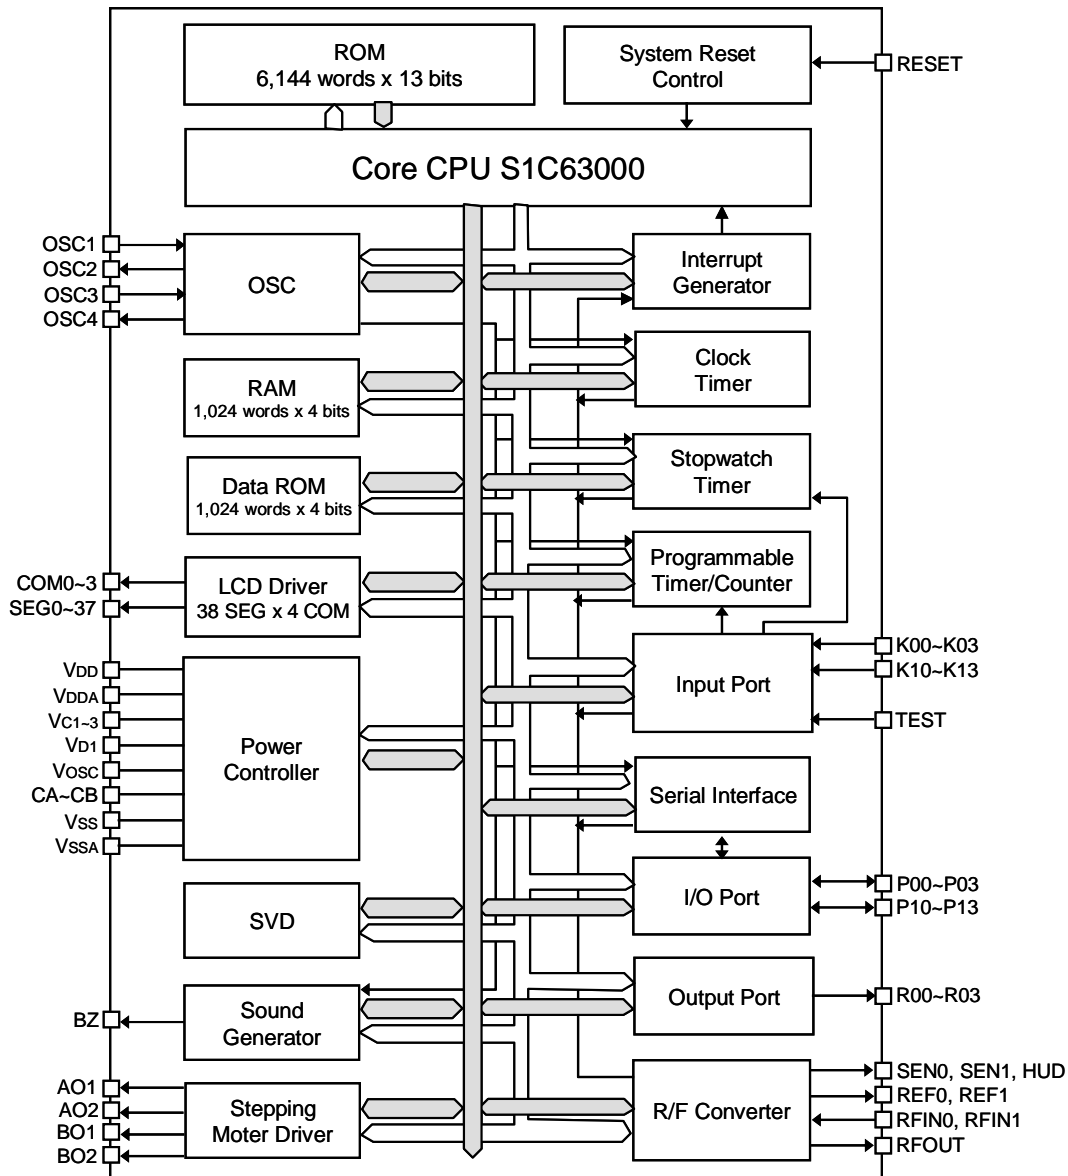 ROM
6,144 words x 13 bits
System Reset
Control
RESET
Core CPU S1C63000
OSC1
OSC2
OSC3
OSC4
OSC
Interrupt
Generator
RAM
1,024 words x 4 bits
Clock
Timer
Data ROM
1,024 words x 4 bits
Stopwatch
Timer
COM0~3
SEG0~37
LCD Driver
38 SEG x 4 COM
Programmable
Timer/Counter
VDD
VDDA
VC1~3
VD1
VOSC
CA~CB
VSS
VSSA
Power
Controller
Input Port
K00~K03
K10~K13
TEST
Serial Interface
SVD
I/O Port
P00~P03
P10~P13
BZ
Sound
Generator
Output Port
R00~R03
AO1
AO2
BO1
BO2
Stepping
Moter Driver
R/F Converter
SEN0, SEN1, HUD
REF0, REF1
RFIN0, RFIN1
RFOUT